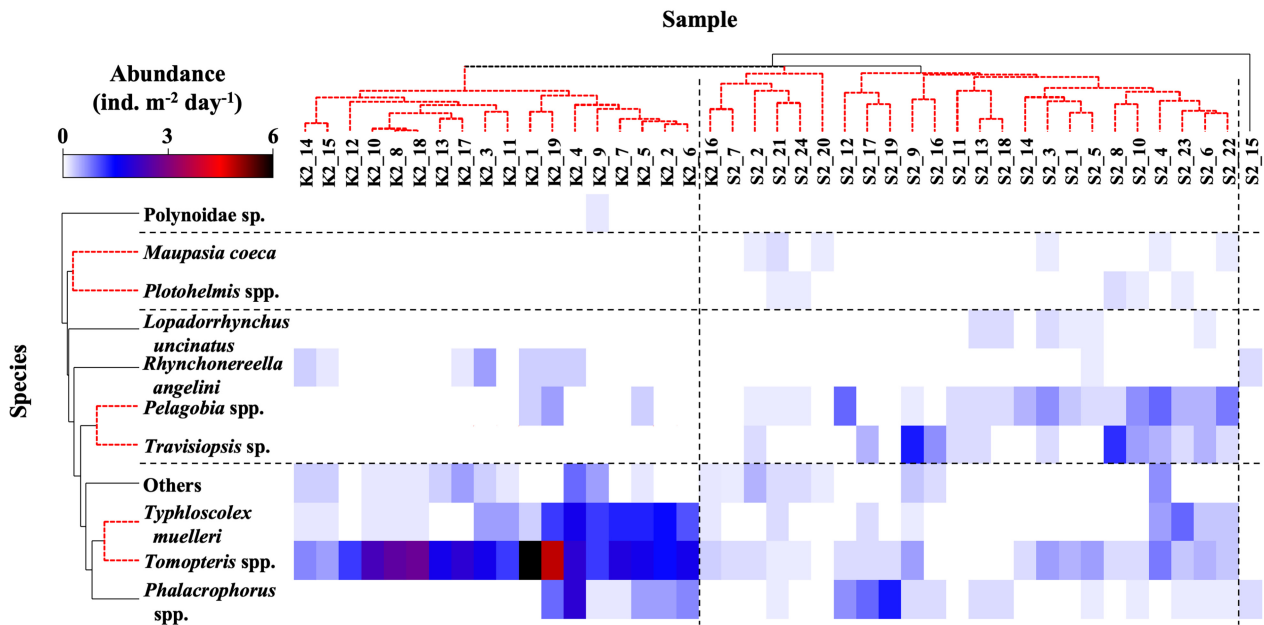 Sample
Abundance
(ind. m-2 day-1)
0 3 6
K2_14
K2_15
K2_12
K2_10
K2_8
K2_18
K2_13
K2_17
K2_3
K2_11
K2_1
K2_19
K2_4
K2_9
K2_7
K2_5
K2_2
K2_6
K2_16
S2_7
S2_2
S2_21
S2_24
S2_20
S2_12
S2_17
S2_19
S2_9
S2_16
S2_11
S2_13
S2_18
S2_14
S2_3
S2_1
S2_5
S2_8
S2_10
S2_4
S2_23
S2_6
S2_22
S2_15
Species
Polynoidae sp.
Maupasia coeca
Plotohelmis spp.
Lopadorrhynchus
uncinatus
Rhynchonereella
angelini
Pelagobia spp.
Travisiopsis sp.
Others
Typhloscolex
muelleri
Tomopteris spp.
Phalacrophorus
spp.